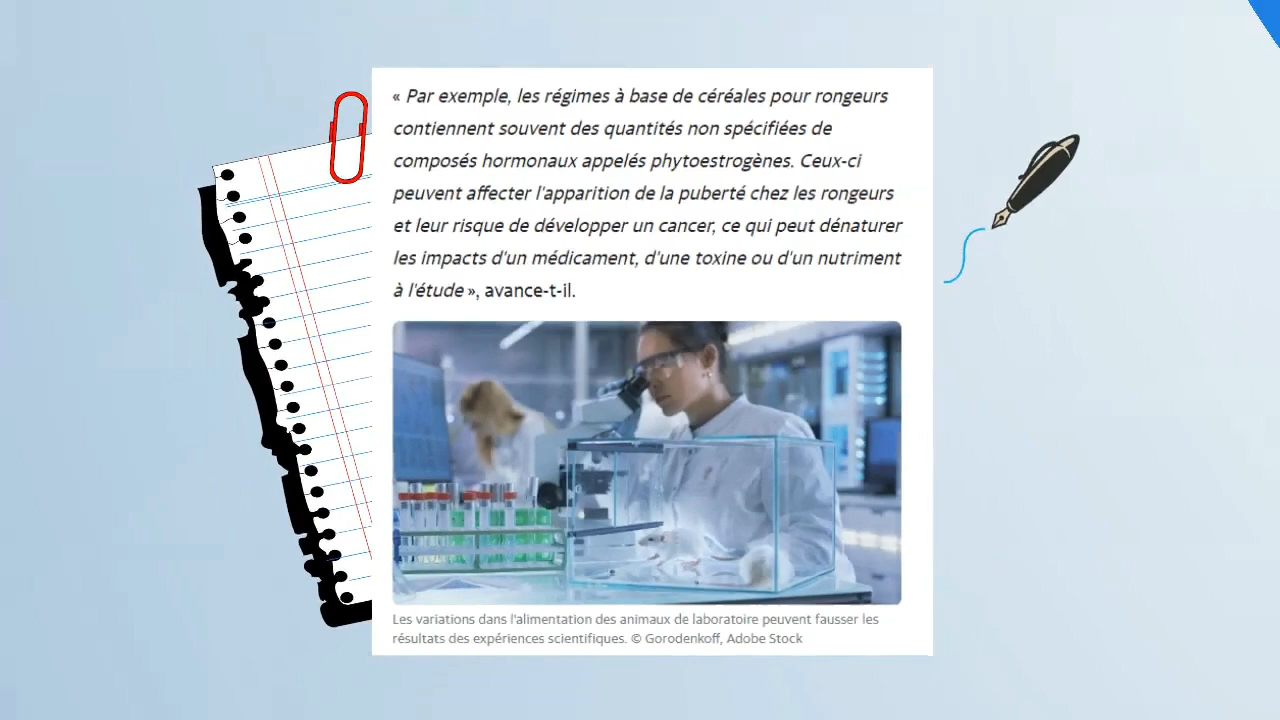 « Par exemple, les régimes à base de céréales pour rongeurs
contiennent souvent des quantités non spécifiées de
composés hormonaux appelés phytoestrogènes. Ceux-ci
peuvent affecter l'apparition de la puberté chez les rongeurs
et leur risque de développer un cancer, ce qui peut dénaturer
les impacts d'un médicament, d'une toxine ou d'un nutriment
à l'étude », avance-t-il.
Les variations dans l'alimentation des animaux de laboratoire peuvent fausser les
résultats des expériences scientifiques. © Gorodenkoff, Adobe Stock